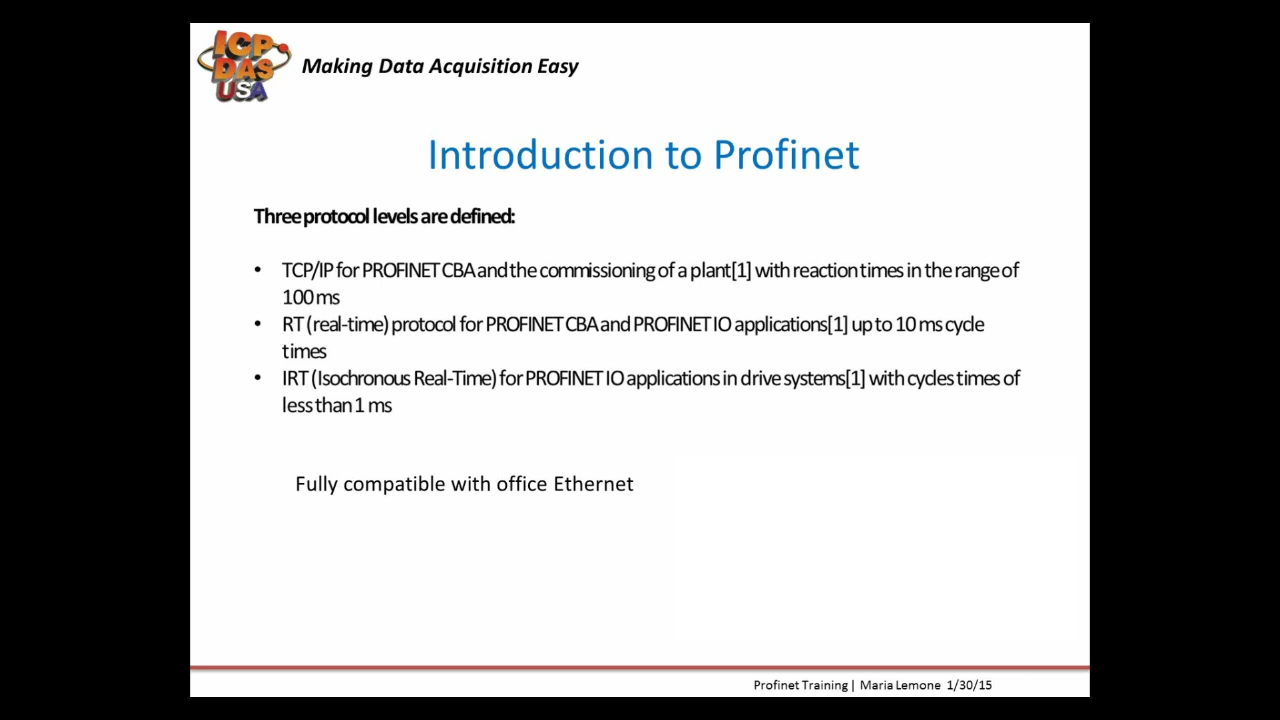 ICP
DAS
USA
Making Data Acquisition Easy
Introduction to Profinet
Three protocol levels are defined:
• TCP/IP for PROFINET CBA and the commissioning of a plant[1] with reaction times in the range of
100 ms
• RT (real-time) protocol for PROFINET CBA and PROFINET IO applications[1] up to 10 ms cycle
times
• IRT (Isochronous Real-Time) for PROFINET IO applications in drive systems[1] with cycles times of
less than 1 ms
Fully compatible with office Ethernet
Profinet Training | Maria Lemone 1/30/15